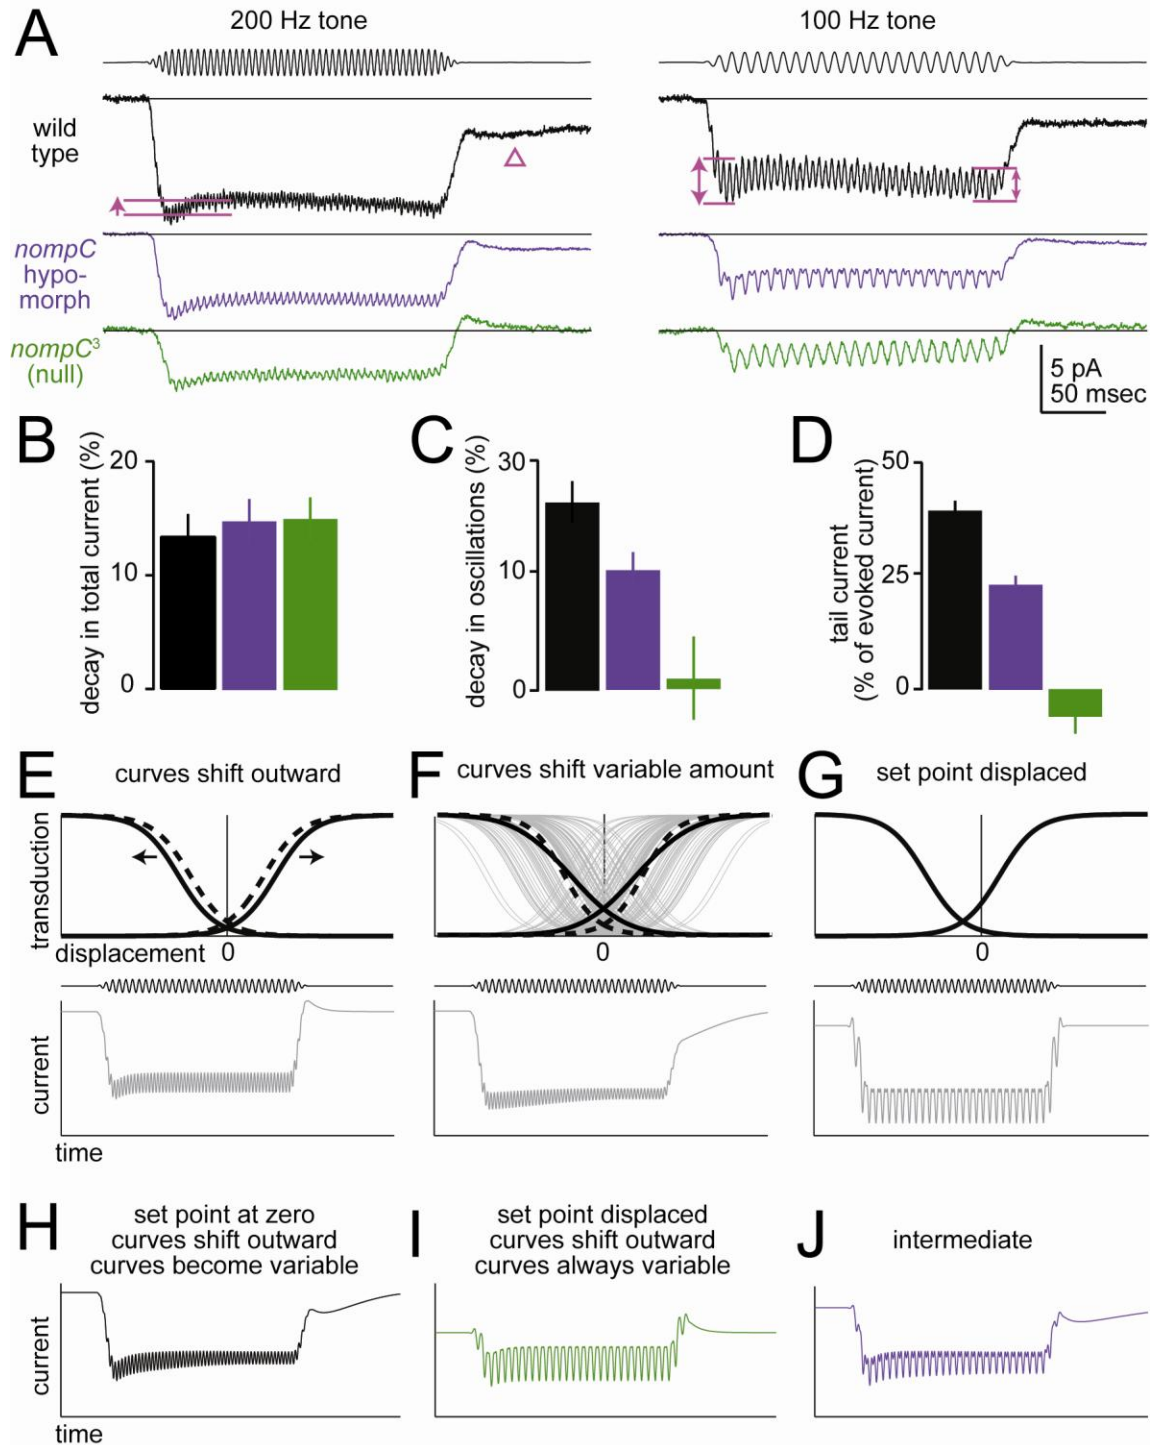 A
200 Hz tone
100 Hz tone
wild
type
nompC
hypo-
morph
nompC³
(null)
5 pA
50 msec
B
decay in total current (%)
20
10
0
C
decay in oscillations (%)
30
10
0
D
tail current
(% of evoked current)
50
25
0
E
curves shift outward
transduction
displacement
0
current
time
F
curves shift variable amount
0
G
set point displaced
0
H
set point at zero
curves shift outward
curves become variable
current
time
I
set point displaced
curves shift outward
curves always variable
J
intermediate